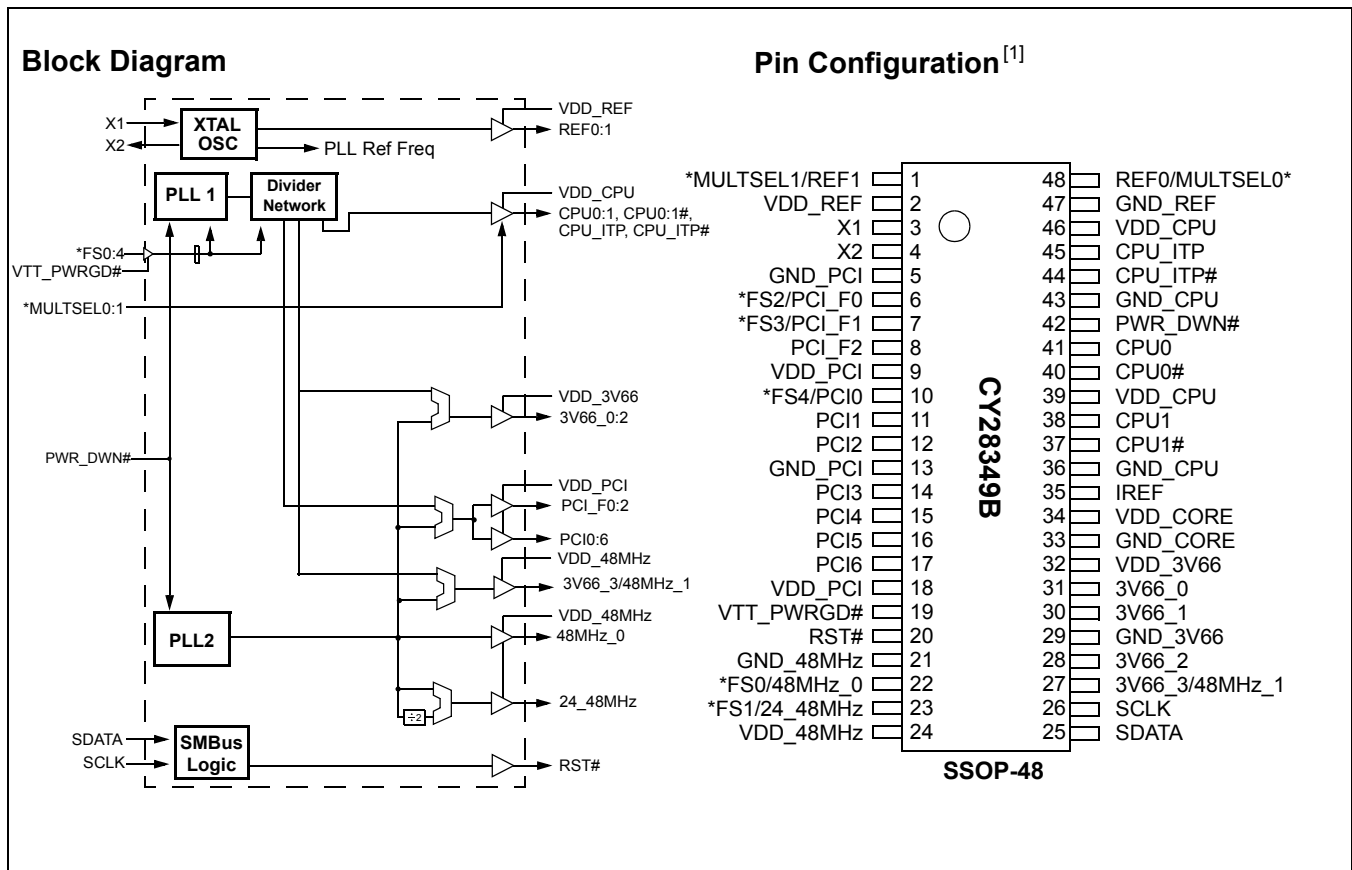 Block Diagram
X1
X2
XTAL
OSC
PLL Ref Freq
VDD_REF
REF0:1
PLL 1
Divider
Network
VDD_CPU
CPU0:1, CPU0:1#,
CPU_ITP, CPU_ITP#
*FS0:4
VTT_PWRGD#
*MULTSEL0:1
VDD_3V66
3V66_0:2
PWR_DWN#
VDD_PCI
PCI_F0:2
PCI0:6
VDD_48MHz
3V66_3/48MHz_1
VDD_48MHz
PLL2
48MHz_0
÷2
24_48MHz
SDATA
SCLK
SMBus
Logic
RST#
Pin Configuration[1]
*MULTSEL1/REF1 1
VDD_REF 2
X1 3
X2 4
GND_PCI 5
*FS2/PCI_F0 6
*FS3/PCI_F1 7
PCI_F2 8
VDD_PCI 9
*FS4/PCI0 10
PCI1 11
PCI2 12
GND_PCI 13
PCI3 14
PCI4 15
PCI5 16
PCI6 17
VDD_PCI 18
VTT_PWRGD# 19
RST# 20
GND_48MHz 21
*FS0/48MHz_0 22
*FS1/24_48MHz 23
VDD_48MHz 24
CY28349B
48 REF0/MULTSEL0*
47 GND_REF
46 VDD_CPU
45 CPU_ITP
44 CPU_ITP#
43 GND_CPU
42 PWR_DWN#
41 CPU0
40 CPU0#
39 VDD_CPU
38 CPU1
37 CPU1#
36 GND_CPU
35 IREF
34 VDD_CORE
33 GND_CORE
32 VDD_3V66
31 3V66_0
30 3V66_1
29 GND_3V66
28 3V66_2
27 3V66_3/48MHz_1
26 SCLK
25 SDATA
SSOP-48